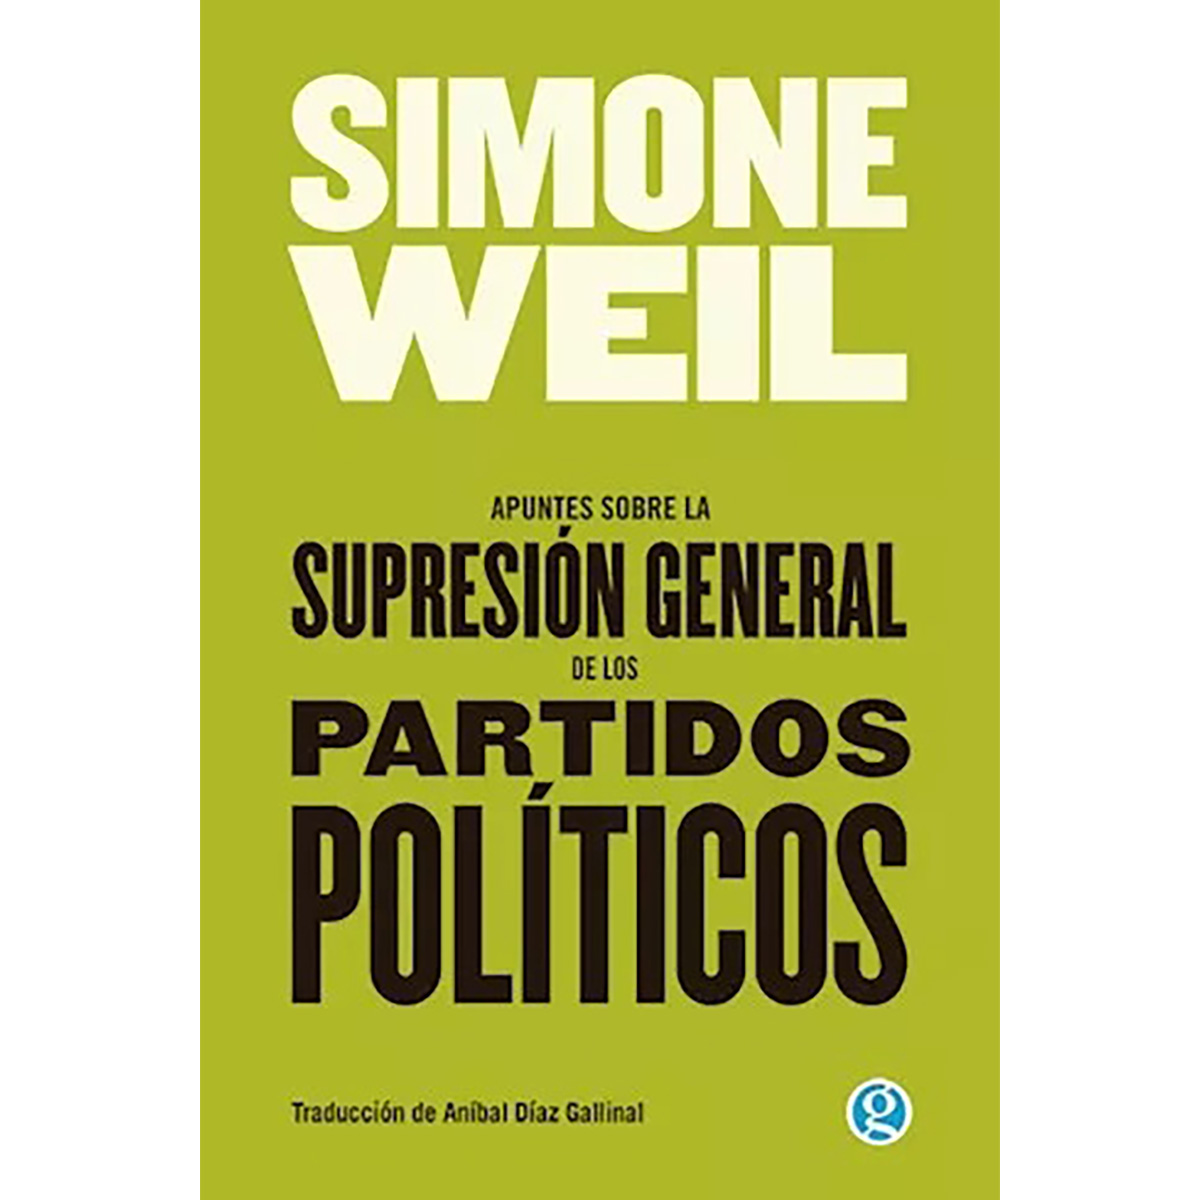 SIMONE
WEIL
APUNTES SOBRE LA
SUPRESIÓN GENERAL
DE LOS
PARTIDOS
POLÍTICOS
Traducción de Aníbal Díaz Gallinal
g